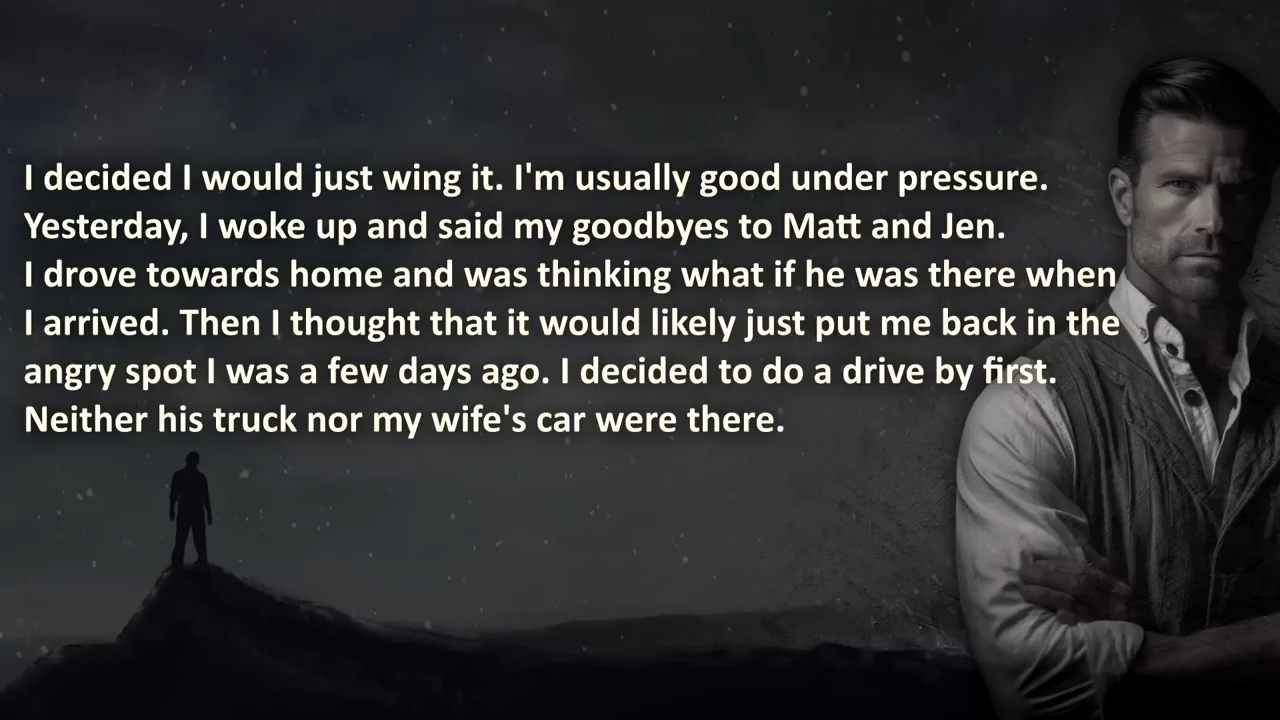 I decided I would just wing it. I'm usually good under pressure.
Yesterday, I woke up and said my goodbyes to Matt and Jen.
I drove towards home and was thinking what if he was there when
I arrived. Then I thought that it would likely just put me back in the
angry spot I was a few days ago. I decided to do a drive by first.
Neither his truck nor my wife's car were there.